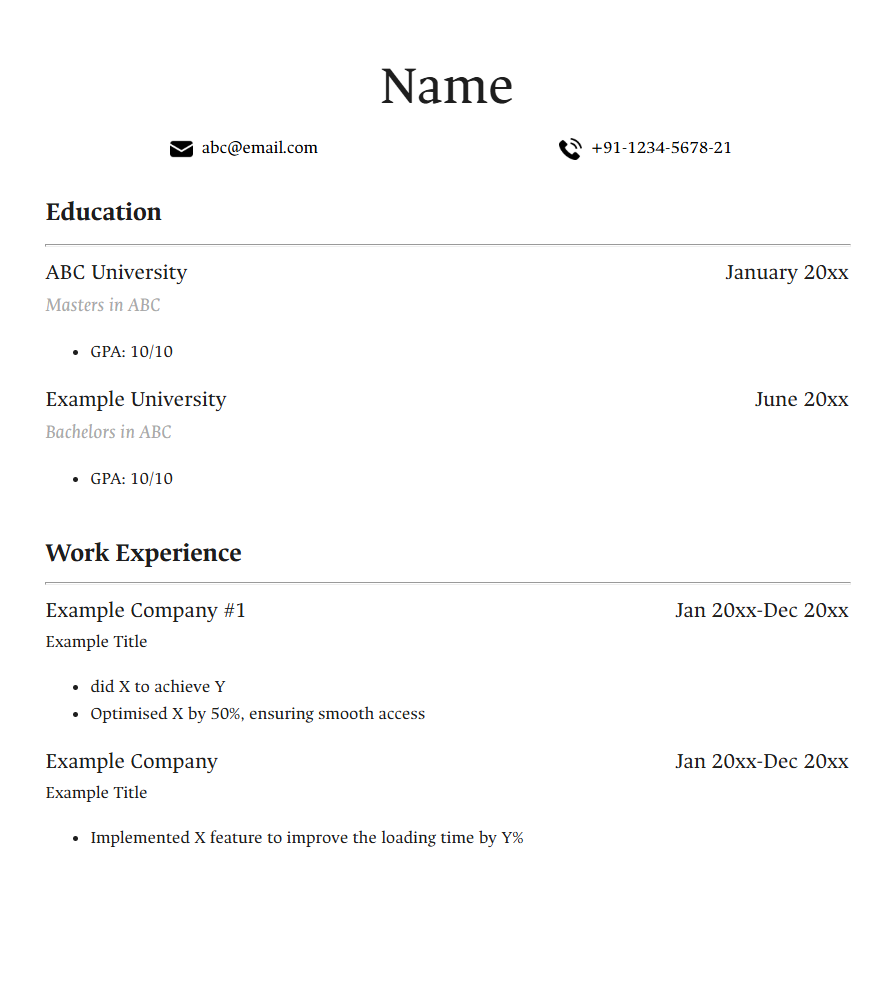 Name
abc@email.com +91-1234-5678-21
Education
ABC University January 20xx
Masters in ABC
• GPA: 10/10
Example University June 20xx
Bachelors in ABC
• GPA: 10/10
Work Experience
Example Company #1 Jan 20xx-Dec 20xx
Example Title
• did X to achieve Y
• Optimised X by 50%, ensuring smooth access
Example Company Jan 20xx-Dec 20xx
Example Title
• Implemented X feature to improve the loading time by Y%